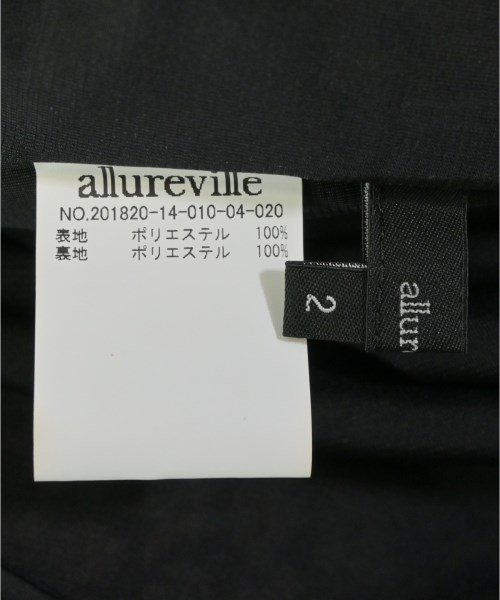 allureville
NO.201820-14-010-04-020
表地 ポリエステル 100%
裏地 ポリエステル 100%
2